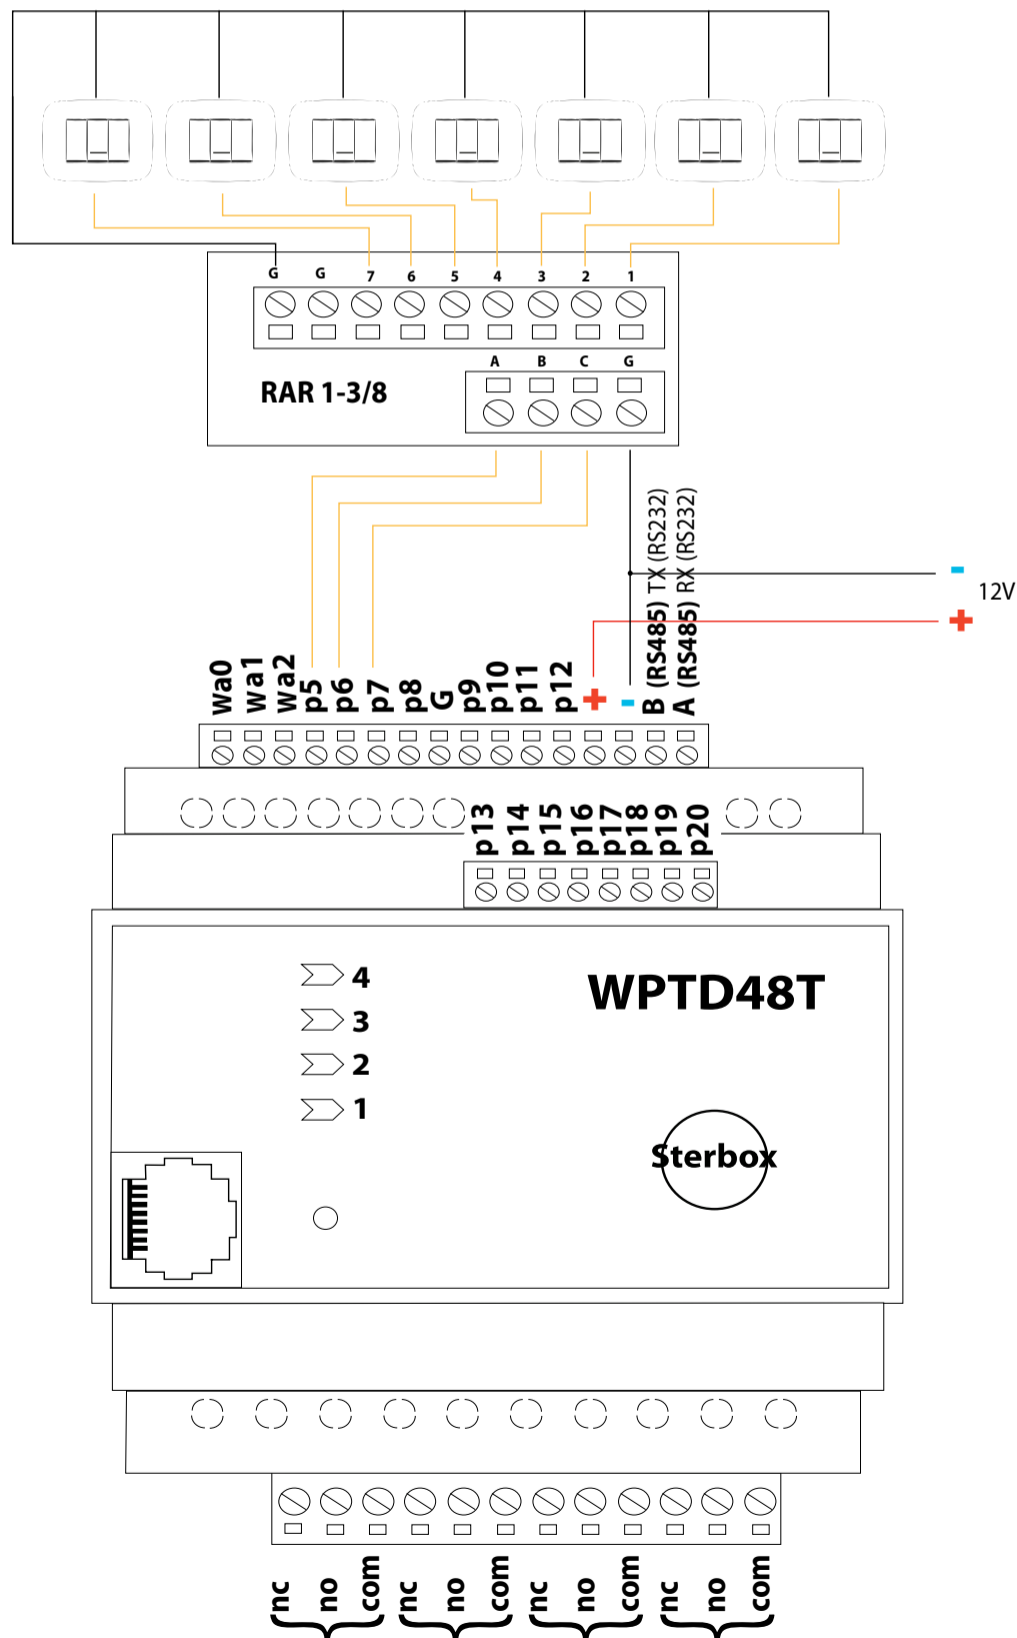 G G 7 6 5 4 3 2 1
A B C G
RAR 1-3/8
B (RS485) TX (RS232)
A (RS485) RX (RS232)
-
12V
+
wa0 wa1 wa2 p5 p6 p7 p8 G p9 p10 p11 p12 + -
p13 p14 p15 p16 p17 p18 p19 p20
4
3
2
1
WPTD48T
Sterbox
nc no com nc no com nc no com nc no com